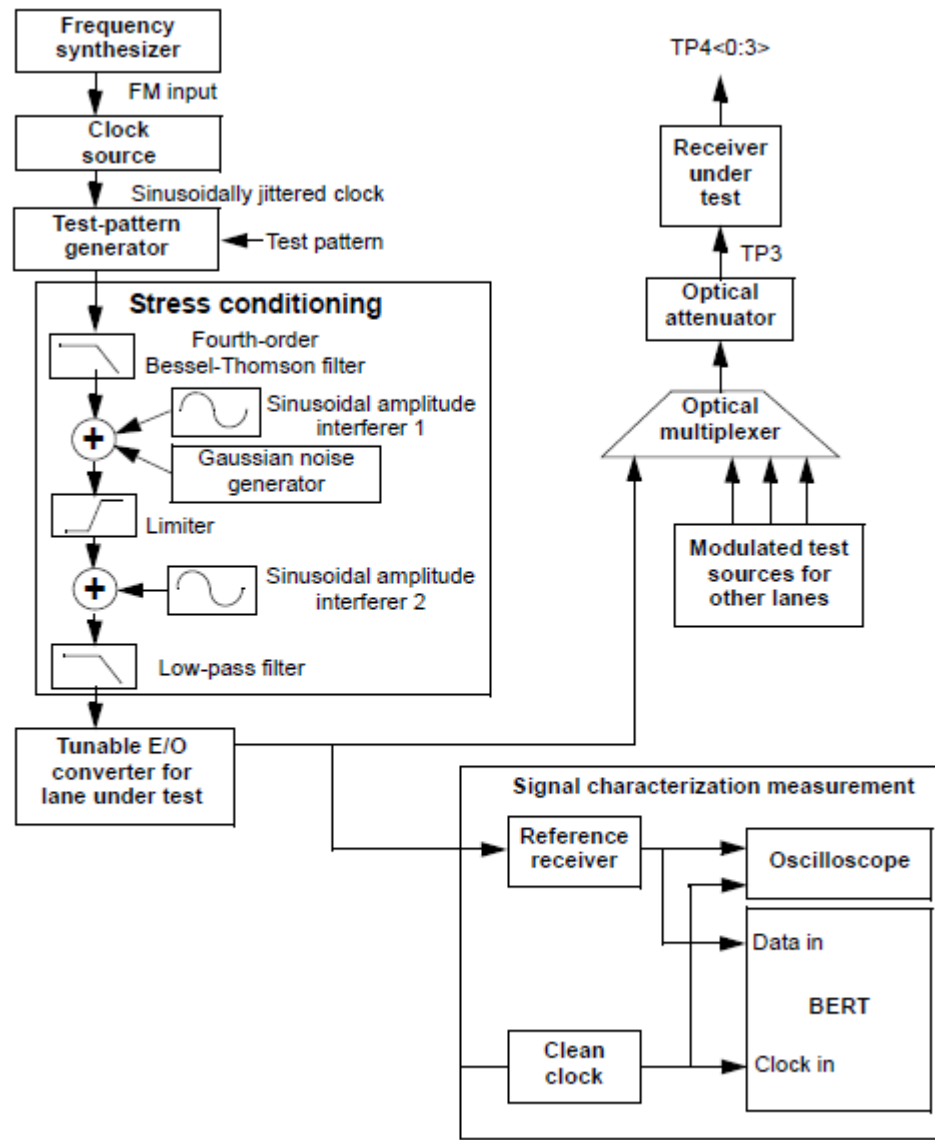 Frequency
synthesizer
FM input
Clock
source
Sinusoidally jittered clock
Test-pattern
generator
Test pattern
Stress conditioning
Fourth-order
Bessel-Thomson filter
+
Sinusoidal amplitude
interferer 1
Gaussian noise
generator
Limiter
+
Sinusoidal amplitude
interferer 2
Low-pass filter
Tunable E/O
converter for
lane under test
TP4<0:3>
Receiver
under
test
TP3
Optical
attenuator
Optical
multiplexer
Modulated test
sources for
other lanes
Signal characterization measurement
Reference
receiver
Oscilloscope
Data in
BERT
Clean
clock
Clock in